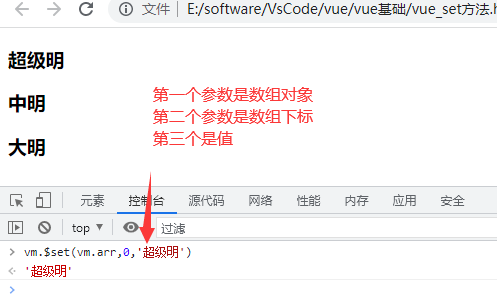 文件 E:/software/VsCode/vue/vue基础/vue_set方法.h
超级明
中明
大明
第一个参数是数组对象
第二个参数是数组下标
第三个是值
元素 控制台 源代码 网络 性能 内存 应用 安全
top 过滤
vm.$set(vm.arr,0,'超级明')
'超级明'